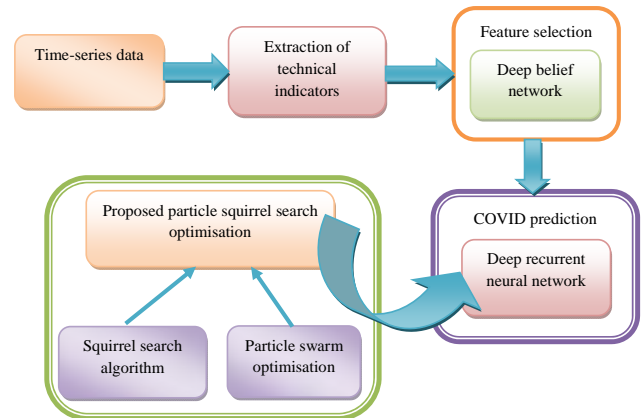 Time-series data
Extraction of
technical
indicators
Feature selection
Deep belief
network
Proposed particle squirrel search
optimisation
COVID prediction
Deep recurrent
neural network
Squirrel search
algorithm
Particle swarm
optimisation